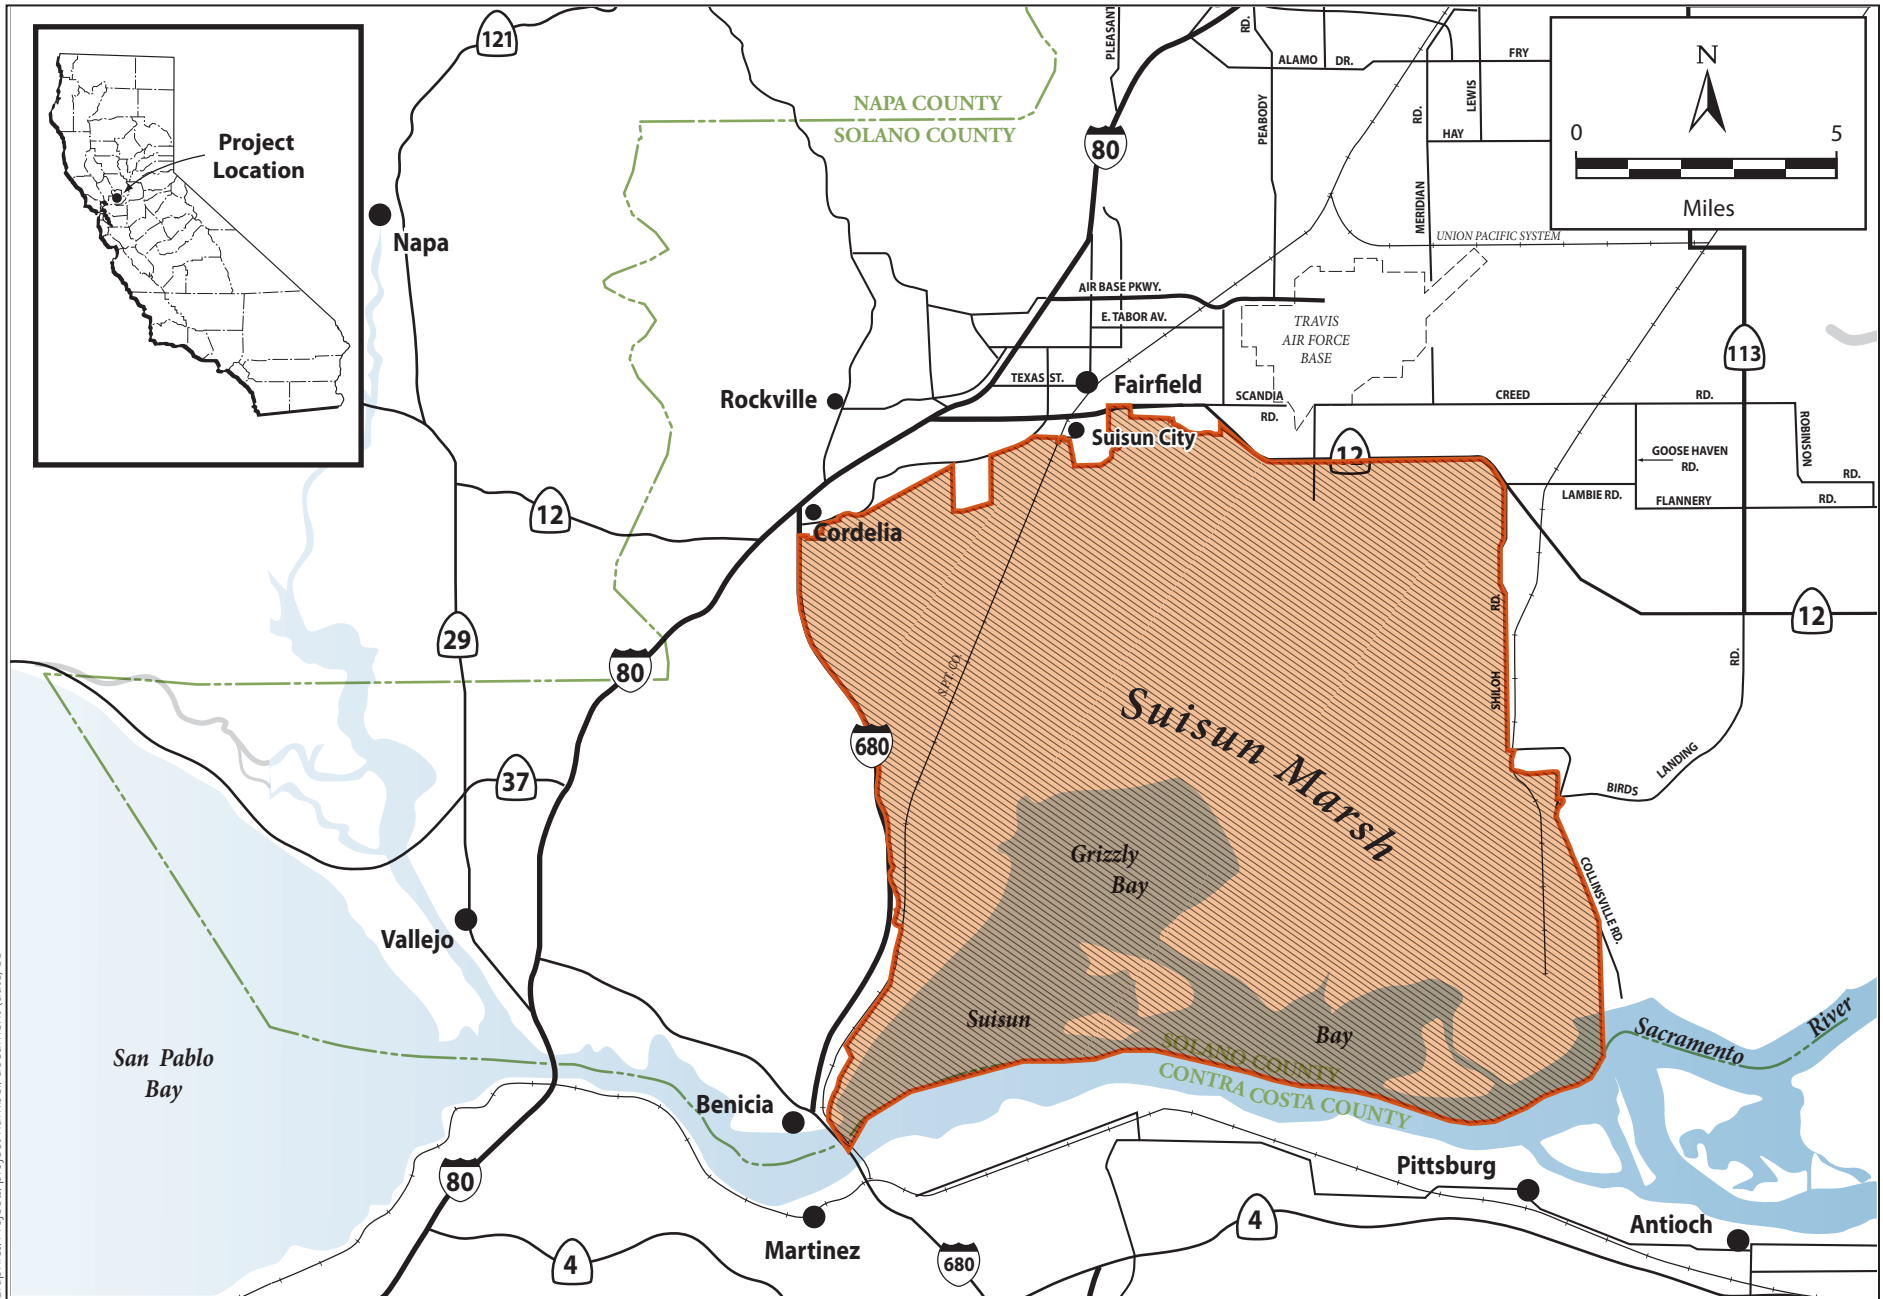 Project
Location
121
NAPA COUNTY
SOLANO COUNTY
PLEASANT
80
RD.
ALAMO DR.
PEABODY
FRY
LEWIS
RD.
HAY
MERIDIAN
N
0 5
Miles
UNION PACIFIC SYSTEM
Napa
AIR BASE PKWY.
E. TABOR AV.
TRAVIS
AIR FORCE
BASE
113
TEXAS ST.
Fairfield
Rockville
SCANDIA
RD.
CREED RD.
ROBINSON
Suisun City
12
GOOSE HAVEN
RD.
RD.
LAMBIE RD.
FLANNERY RD.
12
Cordelia
29
80
12
SHILOH RD.
RD.
S.P.T. CO.
680
Suisun Marsh
37
BIRDS LANDING
Grizzly
Bay
COLLINSVILLE RD.
Vallejo
Suisun Bay
Sacramento River
San Pablo
Bay
SOLANO COUNTY
CONTRA COSTA COUNTY
Benicia
80
Pittsburg
Antioch
Martinez
4
680
4